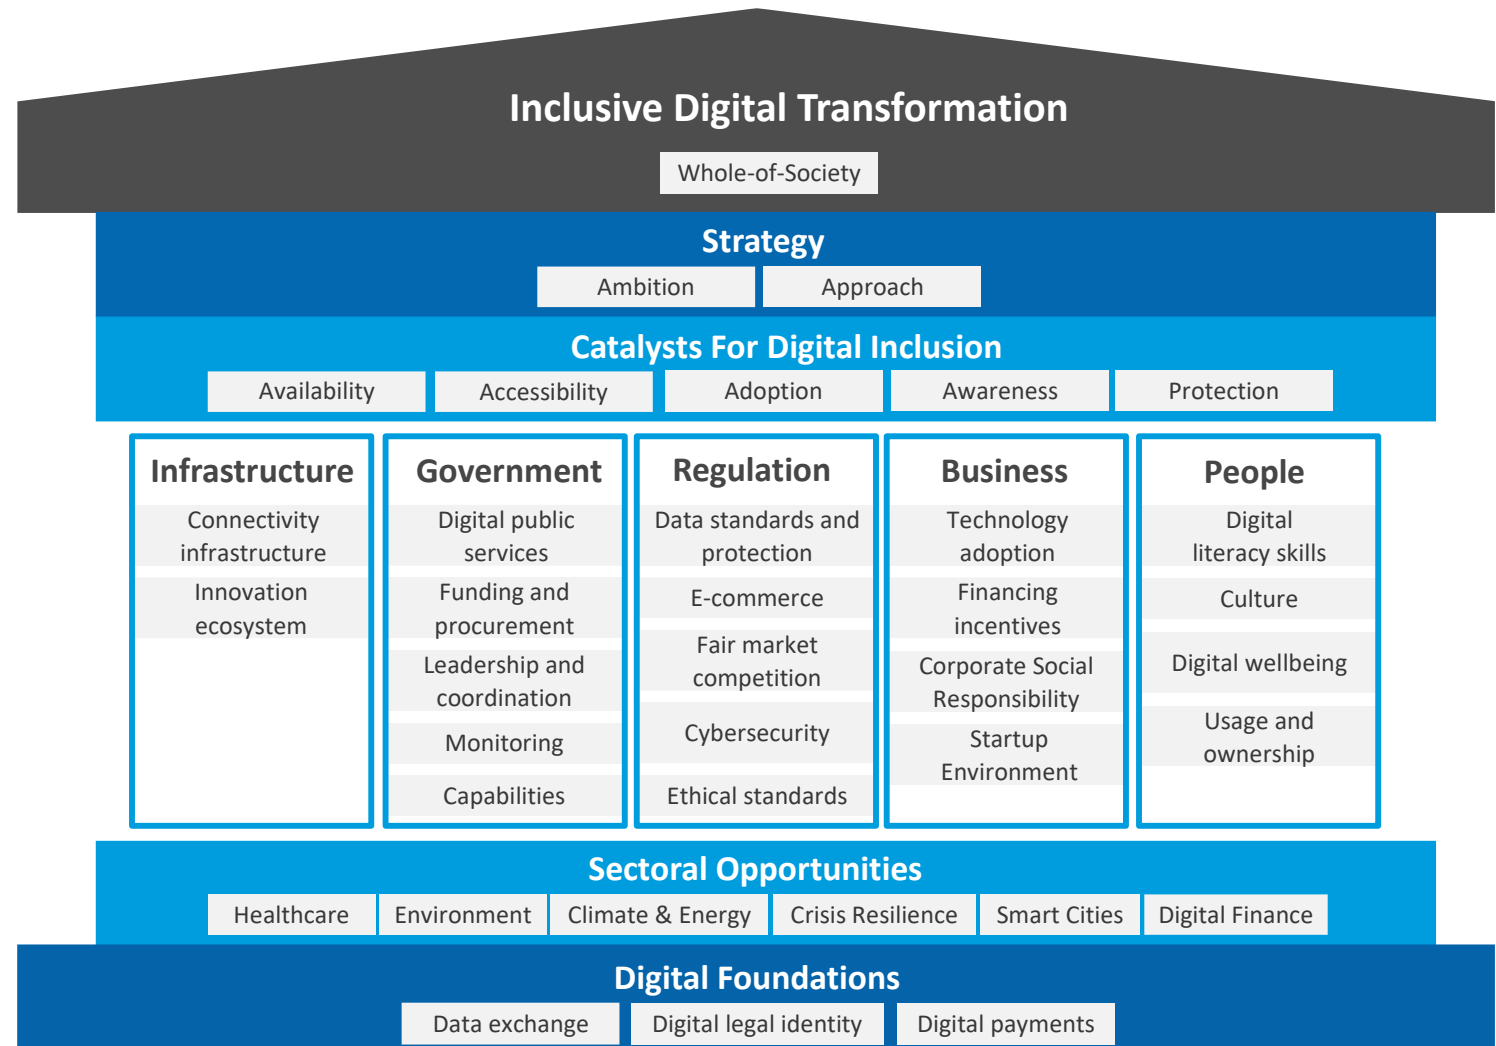 Inclusive Digital Transformation
Whole-of-Society
Strategy
Ambition
Approach
Catalysts For Digital Inclusion
Availability
Accessibility
Adoption
Awareness
Protection
Infrastructure
Connectivity
infrastructure
Innovation
ecosystem
Government
Digital public
services
Funding and
procurement
Leadership and
coordination
Monitoring
Capabilities
Regulation
Data standards and
protection
E-commerce
Fair market
competition
Cybersecurity
Ethical standards
Business
Technology
adoption
Financing
incentives
Corporate Social
Responsibility
Startup
Environment
People
Digital
literacy skills
Culture
Digital wellbeing
Usage and
ownership
Sectoral Opportunities
Healthcare
Environment
Climate & Energy
Crisis Resilience
Smart Cities
Digital Finance
Digital Foundations
Data exchange
Digital legal identity
Digital payments